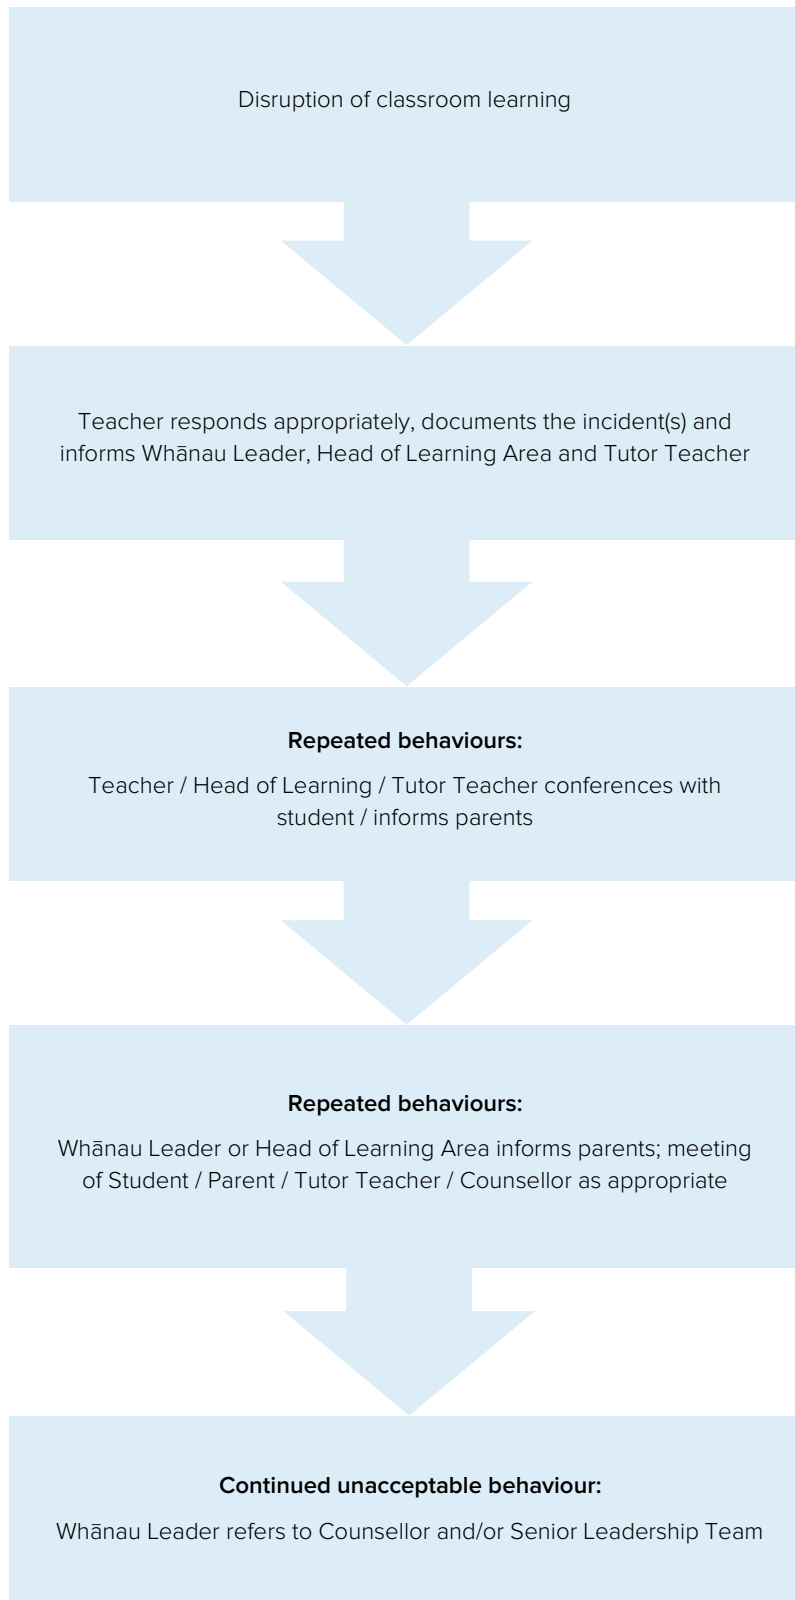 Disruption of classroom learning
Teacher responds appropriately, documents the incident(s) and
informs Whānau Leader, Head of Learning Area and Tutor Teacher
Repeated behaviours:
Teacher / Head of Learning / Tutor Teacher conferences with
student / informs parents
Repeated behaviours:
Whānau Leader or Head of Learning Area informs parents; meeting
of Student / Parent / Tutor Teacher / Counsellor as appropriate
Continued unacceptable behaviour:
Whānau Leader refers to Counsellor and/or Senior Leadership Team